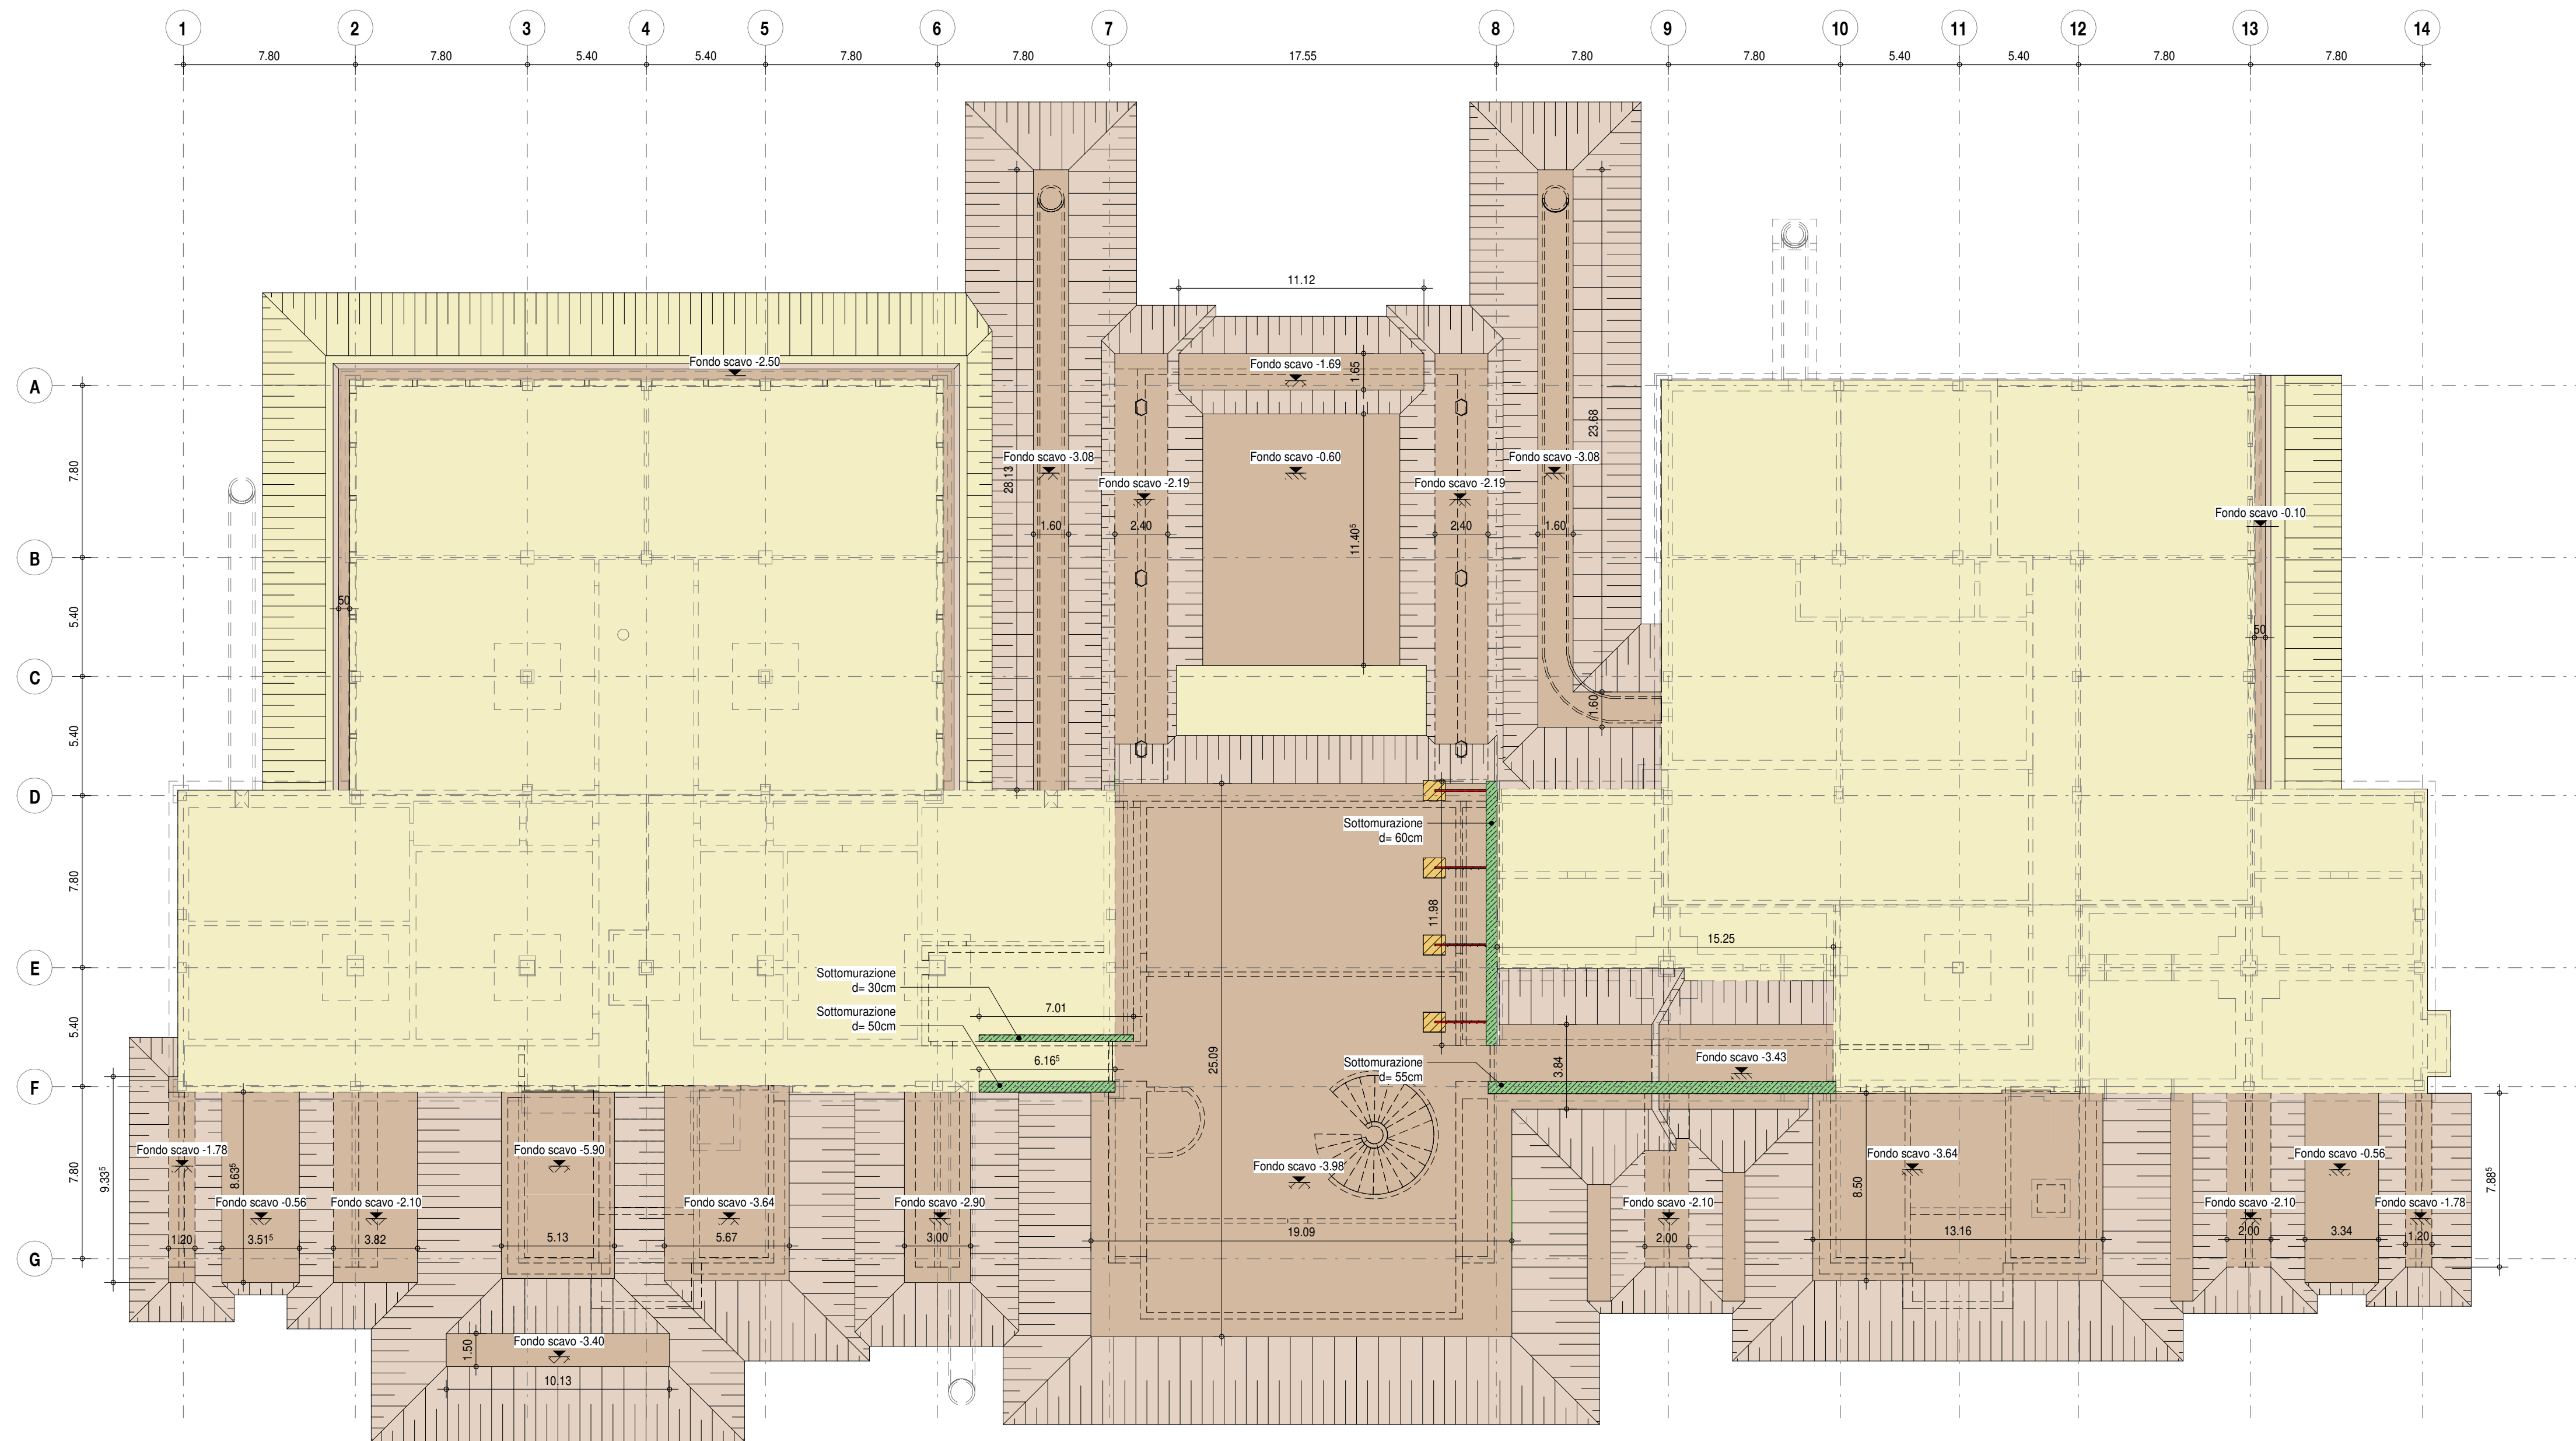 1 2 3 4 5 6 7 8 9 10 11 12 13 14
7.80 7.80 5.40 5.40 7.80 7.80 17.55 7.80 7.80 5.40 5.40 7.80 7.80
11.12
Fondo scavo -2.50
Fondo scavo -1.69
1.65
A
23.68
7.80
Fondo scavo -3.08
Fondo scavo -0.60
Fondo scavo -3.08
28.13
Fondo scavo -2.19
Fondo scavo -2.19
Fondo scavo -0.10
1.60
2.40
11.40⁵
2.40
1.60
B
50
5.40
50
C
1.60
5.40
D
Sottomurazione
d= 60cm
7.80
11.98
15.25
E
Sottomurazione
d= 30cm
7.01
Sottomurazione
d= 50cm
5.40
25.09
6.16⁵
Sottomurazione
d= 55cm
3.84
Fondo scavo -3.43
F
Fondo scavo -1.78
Fondo scavo -5.90
Fondo scavo -3.98
Fondo scavo -3.64
Fondo scavo -0.56
7.80
9.33⁵
8.63⁵
8.50
7.88⁵
Fondo scavo -0.56
Fondo scavo -2.10
Fondo scavo -3.64
Fondo scavo -2.90
Fondo scavo -2.10
Fondo scavo -2.10
Fondo scavo -1.78
1.20
3.51⁵
3.82
5.13
5.67
3.00
19.09
2.00
13.16
2.00
3.34
1.20
G
Fondo scavo -3.40
1.50
10.13